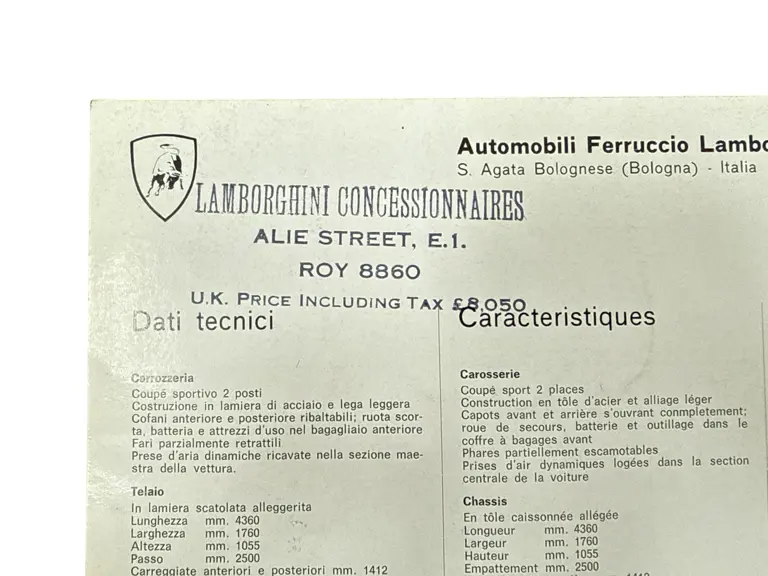 Automobili Ferruccio Lambo
S. Agata Bolognese (Bologna) - Italia
LAMBORGHINI CONCESSIONNAIRES
ALIE STREET, E.1.
ROY 8860
U.K. PRICE INCLUDING TAX £8,050
Dati tecnici
Carrozzeria
Coupé sportivo 2 posti
Costruzione in lamiera di acciaio e lega leggera
Cofani anteriore e posteriore ribaltabili; ruota scor-
ta, batteria e attrezzi d'uso nel bagagliaio anteriore
Fari parzialmente retrattili
Prese d'aria dinamiche ricavate nella sezione mae-
stra della vettura.
Telaio
In lamiera scatolata alleggerita
Lunghezza mm. 4360
Larghezza mm. 1760
Altezza mm. 1055
Passo mm. 2500
Carreggiate anteriori e posteriori mm. 1412
Caractéristiques
Carosserie
Coupé sport 2 places
Construction en tôle d'acier et alliage léger
Capots avant et arrière s'ouvrant conmpletement;
roue de secours, batterie et outillage dans le
coffre à bagages avant
Phares partiellement escamotables
Prises d'air dynamiques logées dans la section
centrale de la voiture
Chassis
En tôle caissonnée allégée
Longueur mm. 4360
Largeur mm. 1760
Hauteur mm. 1055
Empattement mm. 2500